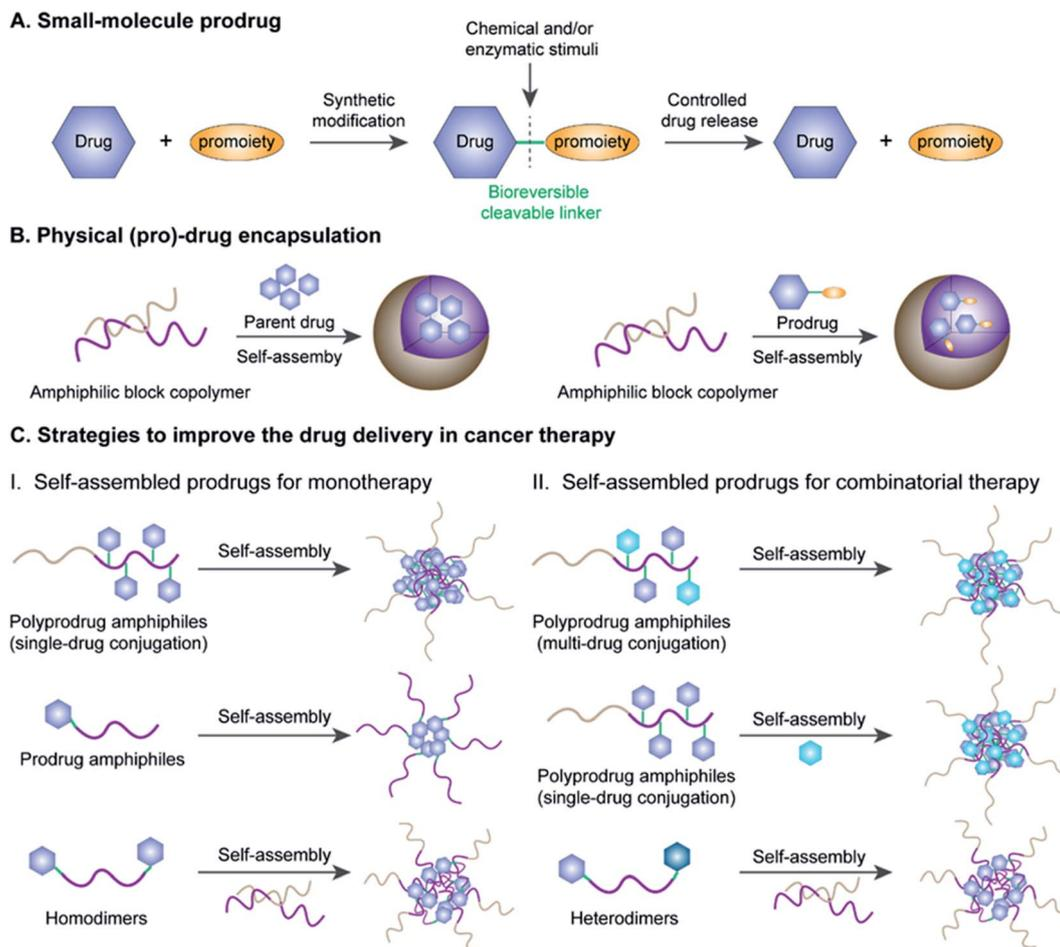 A. Small-molecule prodrug
Chemical and/or
enzymatic stimuli
Drug
+
promoiety
Synthetic
modification
Drug
promoiety
Controlled
drug release
Drug
+
promoiety
Bioreversible
cleavable linker
B. Physical (pro)-drug encapsulation
Parent drug
Self-assemby
Amphiphilic block copolymer
Prodrug
Self-assembly
Amphiphilic block copolymer
C. Strategies to improve the drug delivery in cancer therapy
I. Self-assembled prodrugs for monotherapy
Self-assembly
Polyprodrug amphiphiles
(single-drug conjugation)
Self-assembly
Prodrug amphiphiles
Self-assembly
Homodimers
II. Self-assembled prodrugs for combinatorial therapy
Self-assembly
Polyprodrug amphiphiles
(multi-drug conjugation)
Self-assembly
Polyprodrug amphiphiles
(single-drug conjugation)
Self-assembly
Heterodimers